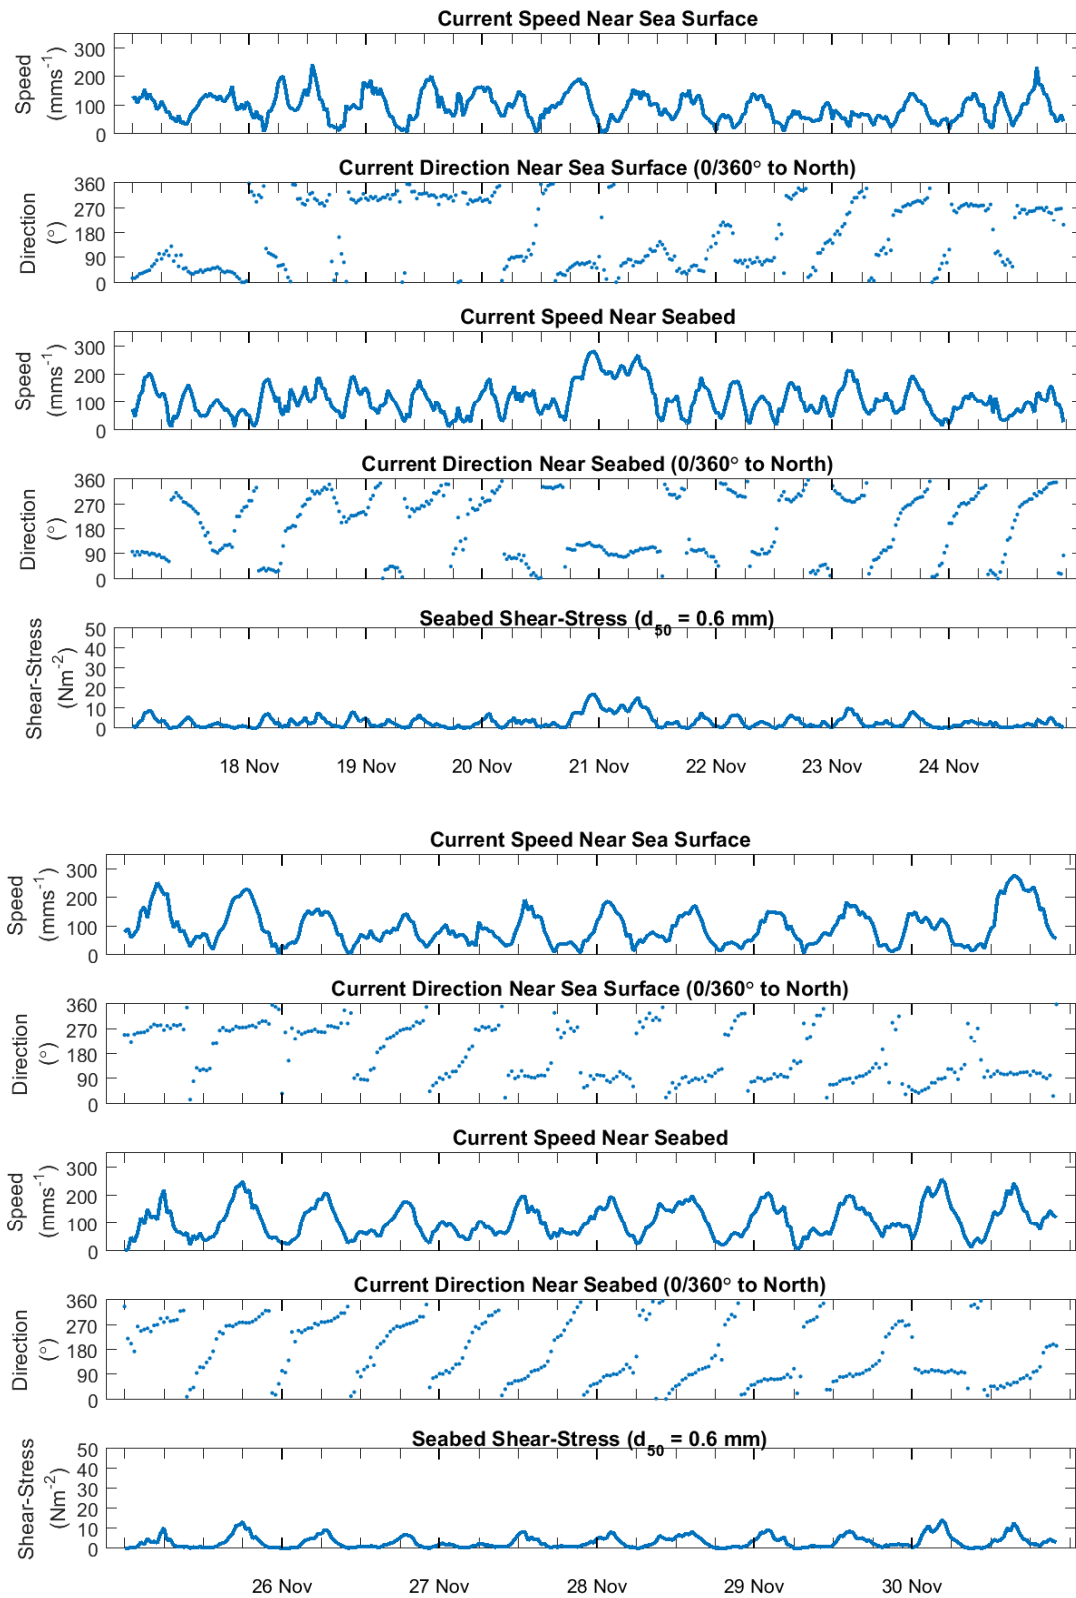 Current Speed Near Sea Surface
Speed
(mms⁻¹)
300
200
100
0
Current Direction Near Sea Surface (0/360° to North)
Direction
(°)
360
270
180
90
0
Current Speed Near Seabed
Speed
(mms⁻¹)
300
200
100
0
Current Direction Near Seabed (0/360° to North)
Direction
(°)
360
270
180
90
0
Seabed Shear-Stress (d₅₀ = 0.6 mm)
Shear-Stress
(Nm⁻²)
50
40
30
20
10
0
18 Nov 19 Nov 20 Nov 21 Nov 22 Nov 23 Nov 24 Nov
Current Speed Near Sea Surface
Speed
(mms⁻¹)
300
200
100
0
Current Direction Near Sea Surface (0/360° to North)
Direction
(°)
360
270
180
90
0
Current Speed Near Seabed
Speed
(mms⁻¹)
300
200
100
0
Current Direction Near Seabed (0/360° to North)
Direction
(°)
360
270
180
90
0
Seabed Shear-Stress (d₅₀ = 0.6 mm)
Shear-Stress
(Nm⁻²)
50
40
30
20
10
0
26 Nov 27 Nov 28 Nov 29 Nov 30 Nov